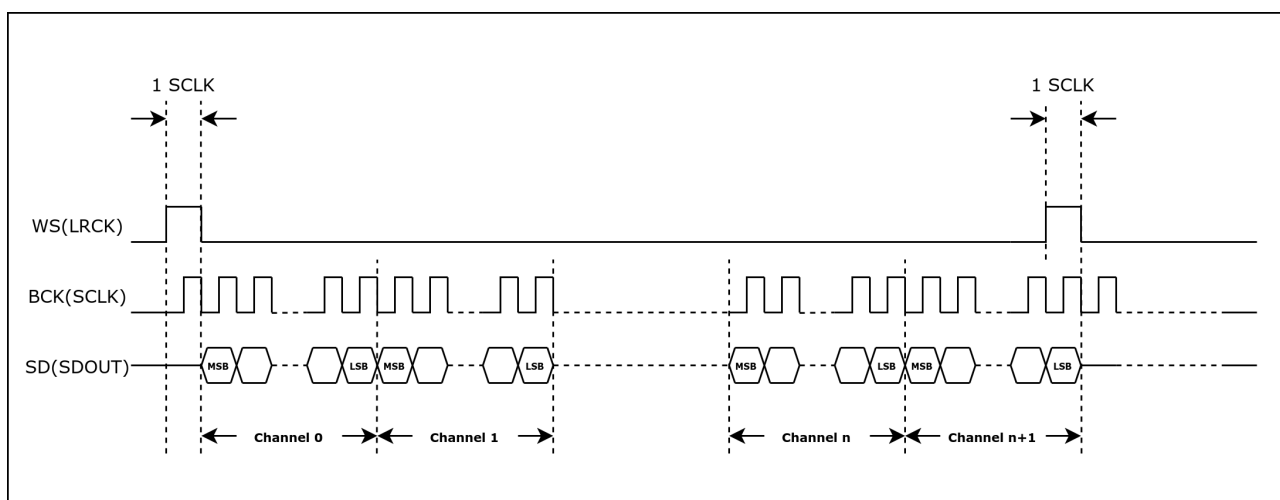 1 SCLK
1 SCLK
WS(LRCK)
BCK(SCLK)
SD(SDOUT)
MSB LSB MSB LSB MSB LSB MSB LSB
Channel 0 Channel 1 Channel n Channel n+1